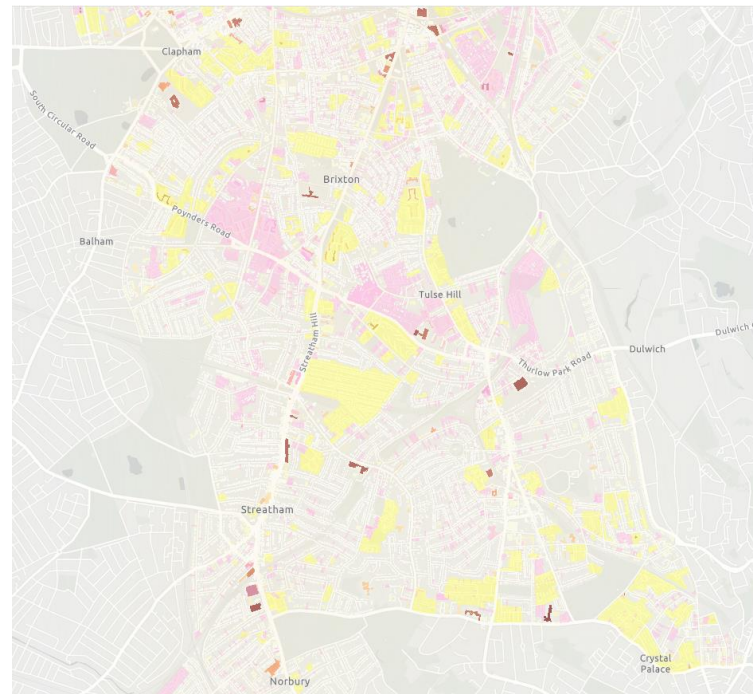 Clapham
South Circular Road
Brixton
Poynders Road
Balham
Tulse Hill
Streatham Hill
Dulwich
Dulwich
Thurlow Park Road
Streatham
Crystal
Palace
Norbury